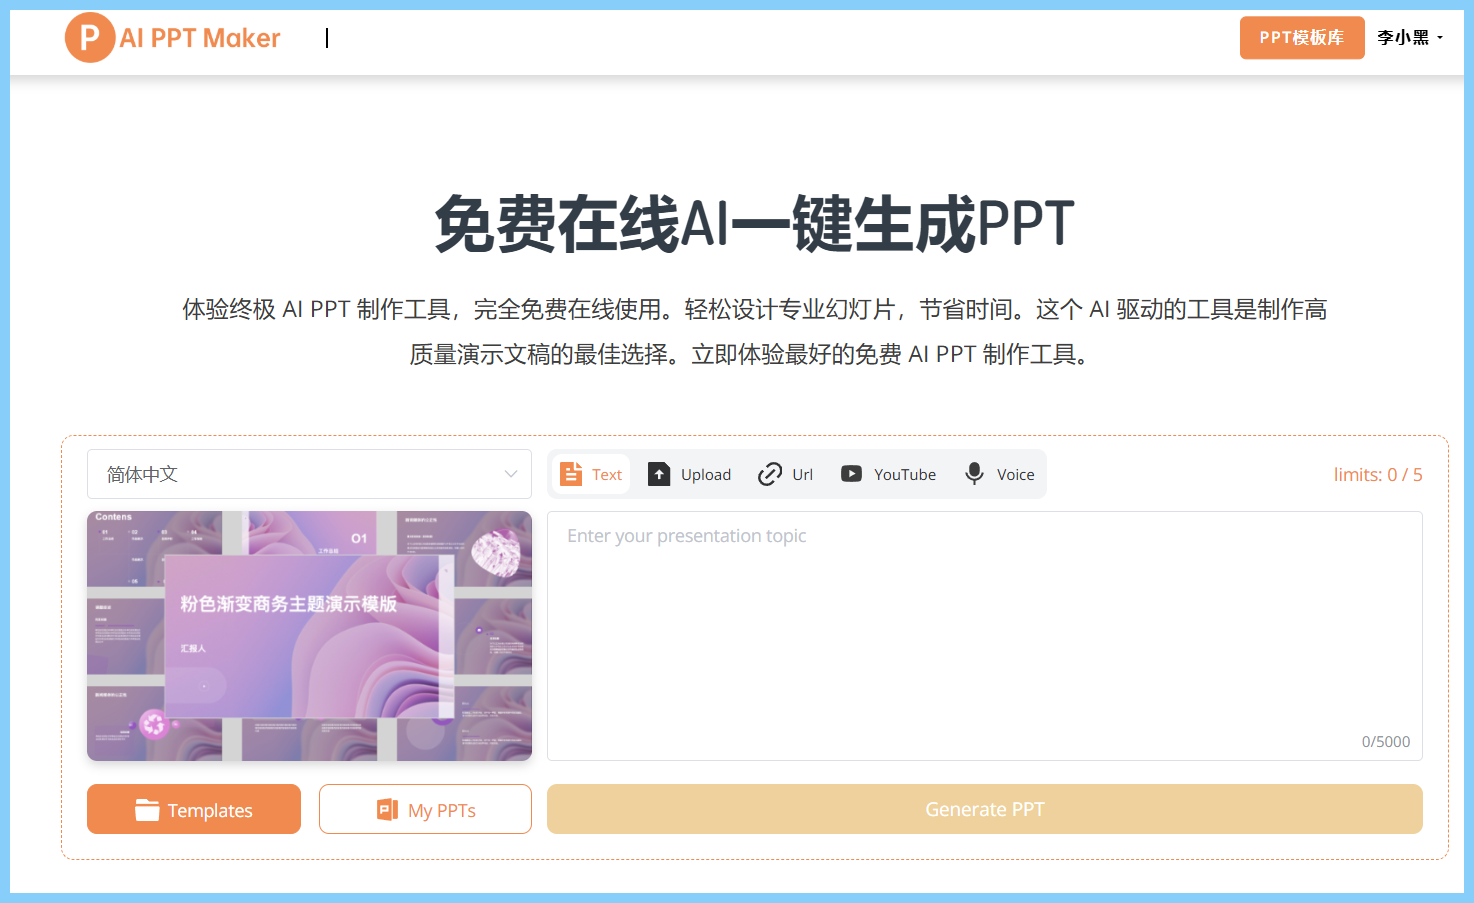 P AI PPT Maker
PPT模板库 李小黑
免费在线AI一键生成PPT
体验终极 AI PPT 制作工具，完全免费在线使用。轻松设计专业幻灯片，节省时间。这个 AI 驱动的工具是制作高
质量演示文稿的最佳选择。立即体验最好的免费 AI PPT 制作工具。
简体中文
Text Upload Url YouTube Voice
limits: 0 / 5
Contens
01
工作总结
粉色渐变商务主题演示模版
汇报人
Enter your presentation topic
0/5000
Templates
My PPTs
Generate PPT